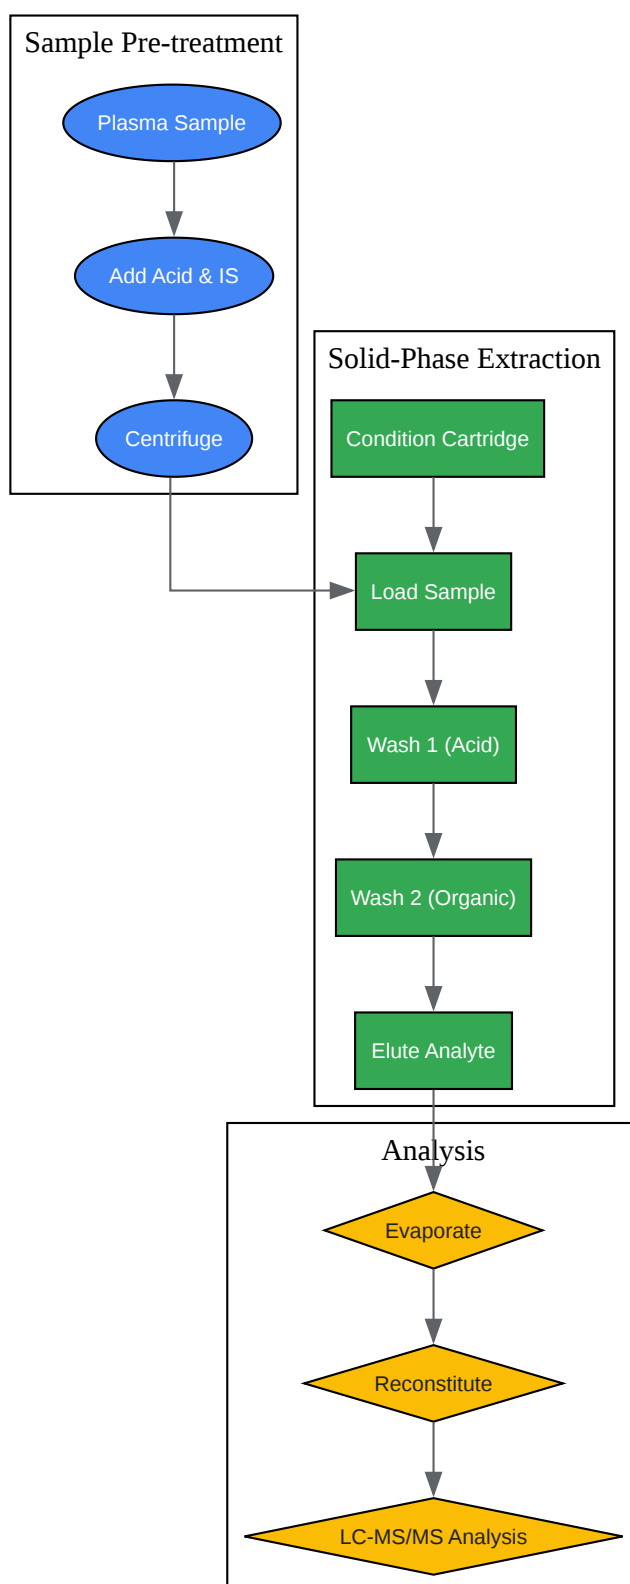 Sample Pre-treatment
Plasma Sample
Add Acid & IS
Centrifuge
Solid-Phase Extraction
Condition Cartridge
Load Sample
Wash 1 (Acid)
Wash 2 (Organic)
Elute Analyte
Analysis
Evaporate
Reconstitute
LC-MS/MS Analysis